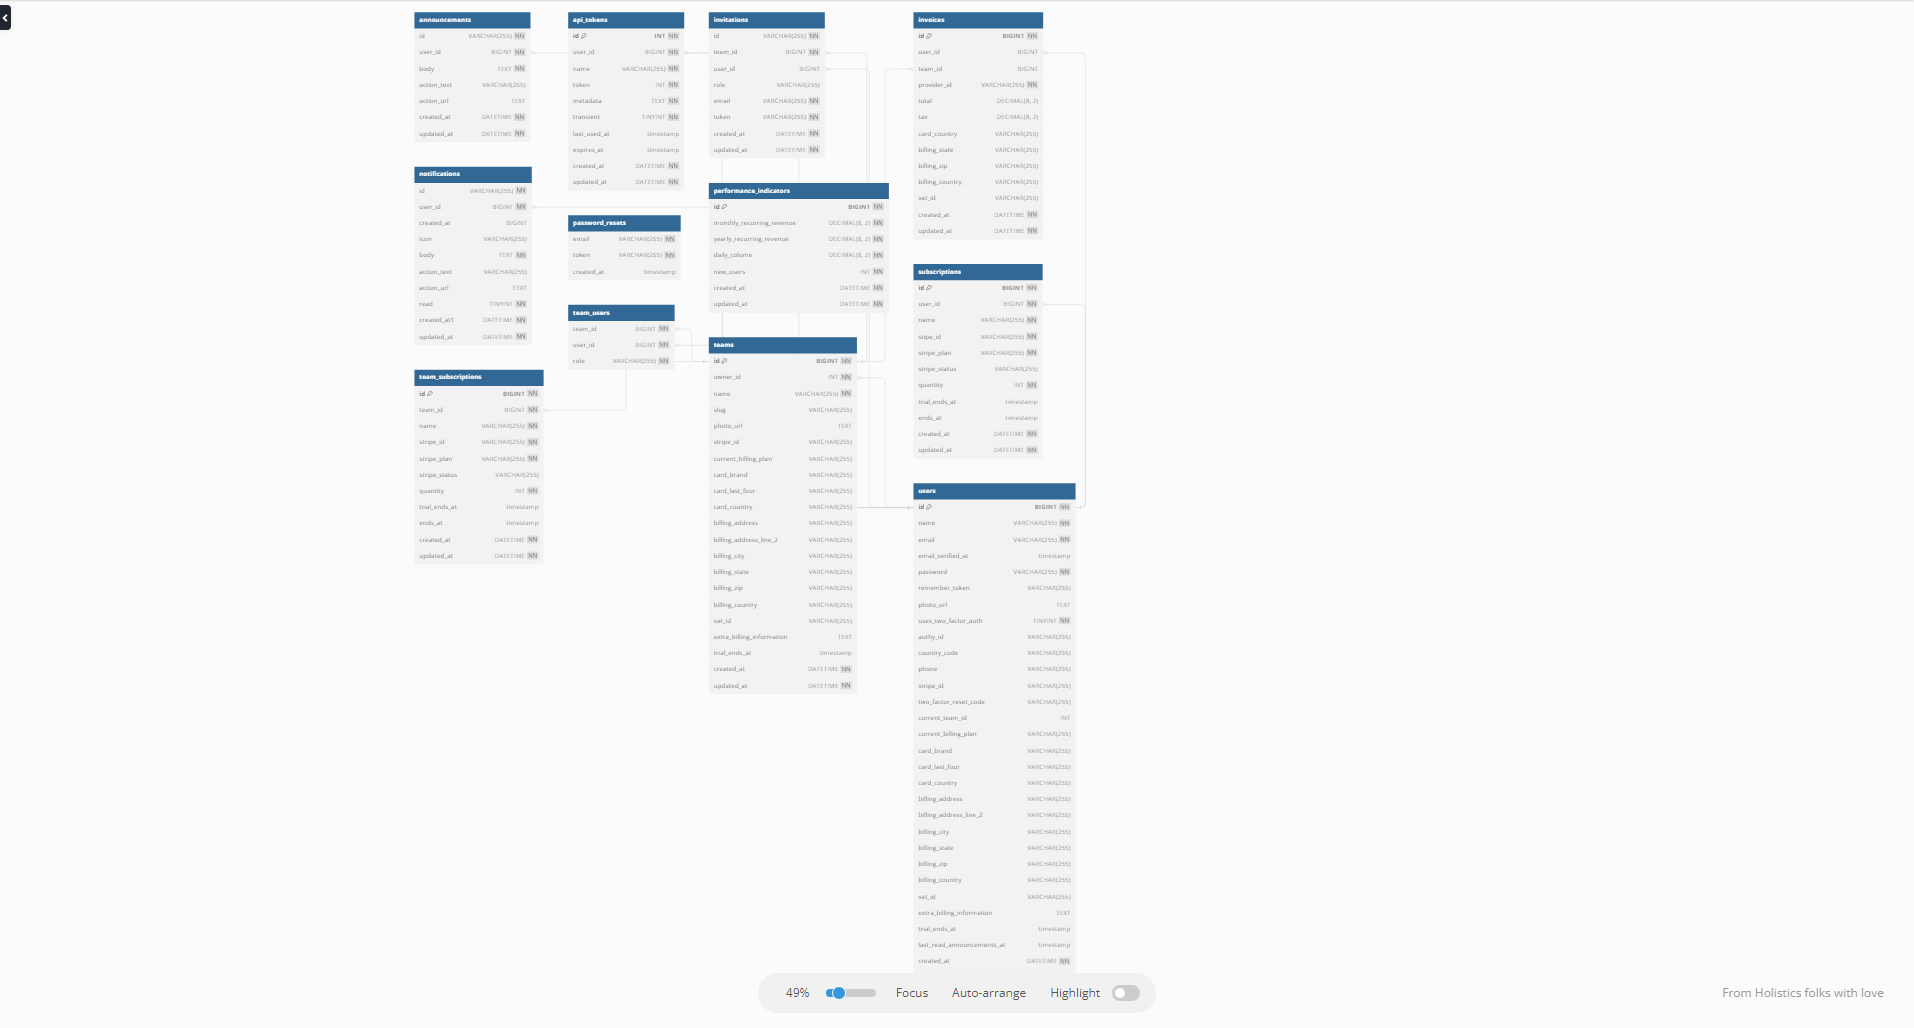 announcements
id VARCHAR(255) NN
user_id BIGINT NN
body TEXT NN
action_text VARCHAR(255)
action_url TEXT
created_at DATETIME NN
updated_at DATETIME NN
notifications
id VARCHAR(255) NN
user_id BIGINT NN
created_at BIGINT
icon VARCHAR(255)
body TEXT NN
action_text VARCHAR(255)
action_url TEXT
read TINYINT NN
created_at1 DATETIME NN
updated_at DATETIME NN
team_subscriptions
id BIGINT NN
team_id BIGINT NN
name VARCHAR(255) NN
stripe_id VARCHAR(255) NN
stripe_plan VARCHAR(255) NN
stripe_status VARCHAR(255)
quantity INT NN
trial_ends_at timestamp
ends_at timestamp
created_at DATETIME NN
updated_at DATETIME NN
api_tokens
id INT NN
user_id BIGINT NN
name VARCHAR(255) NN
token INT NN
metadata TEXT NN
transient TINYINT NN
last_used_at timestamp
expires_at timestamp
created_at DATETIME NN
updated_at DATETIME NN
password_resets
email VARCHAR(255) NN
token VARCHAR(255) NN
created_at timestamp
team_users
team_id BIGINT NN
user_id BIGINT NN
role VARCHAR(255) NN
invitations
id VARCHAR(255) NN
team_id BIGINT NN
user_id BIGINT
role VARCHAR(255)
email VARCHAR(255) NN
token VARCHAR(255) NN
created_at DATETIME NN
updated_at DATETIME NN
performance_indicators
id BIGINT NN
monthly_recurring_revenue DECIMAL(8, 2) NN
yearly_recurring_revenue DECIMAL(8, 2) NN
daily_column DECIMAL(8, 2) NN
new_users INT NN
created_at DATETIME NN
updated_at DATETIME NN
teams
id BIGINT NN
owner_id INT NN
name VARCHAR(255) NN
slug VARCHAR(255)
photo_url TEXT
stripe_id VARCHAR(255)
current_billing_plan VARCHAR(255)
card_brand VARCHAR(255)
card_last_four VARCHAR(255)
card_country VARCHAR(255)
billing_address VARCHAR(255)
billing_address_line_2 VARCHAR(255)
billing_city VARCHAR(255)
billing_state VARCHAR(255)
billing_zip VARCHAR(255)
billing_country VARCHAR(255)
vat_id VARCHAR(255)
extra_billing_information TEXT
trial_ends_at timestamp
created_at DATETIME NN
updated_at DATETIME NN
invoices
id BIGINT NN
user_id BIGINT
team_id BIGINT
provider_id VARCHAR(255) NN
total DECIMAL(8, 2)
tax DECIMAL(8, 2)
card_country VARCHAR(255)
billing_state VARCHAR(255)
billing_zip VARCHAR(255)
billing_country VARCHAR(255)
vat_id VARCHAR(255)
created_at DATETIME NN
updated_at DATETIME NN
subscriptions
id BIGINT NN
user_id BIGINT NN
name VARCHAR(255) NN
stipe_id VARCHAR(255) NN
stripe_plan VARCHAR(255) NN
stripe_status VARCHAR(255)
quantity INT NN
trial_ends_at timestamp
ends_at timestamp
created_at DATETIME NN
updated_at DATETIME NN
users
id BIGINT NN
name VARCHAR(255) NN
email VARCHAR(255) NN
email_verified_at timestamp
password VARCHAR(255) NN
remember_token VARCHAR(255)
photo_url TEXT
uses_two_factor_auth TINYINT NN
authy_id VARCHAR(255)
country_code VARCHAR(255)
phone VARCHAR(255)
stripe_id VARCHAR(255)
two_factor_reset_code VARCHAR(255)
current_team_id INT
current_billing_plan VARCHAR(255)
card_brand VARCHAR(255)
card_last_four VARCHAR(255)
card_country VARCHAR(255)
billing_address VARCHAR(255)
billing_address_line_2 VARCHAR(255)
billing_city VARCHAR(255)
billing_state VARCHAR(255)
billing_zip VARCHAR(255)
billing_country VARCHAR(255)
vat_id VARCHAR(255)
extra_billing_information TEXT
trial_ends_at timestamp
last_read_announcements_at timestamp
created_at DATETIME NN
49% Focus Auto-arrange Highlight
From Holistics folks with love